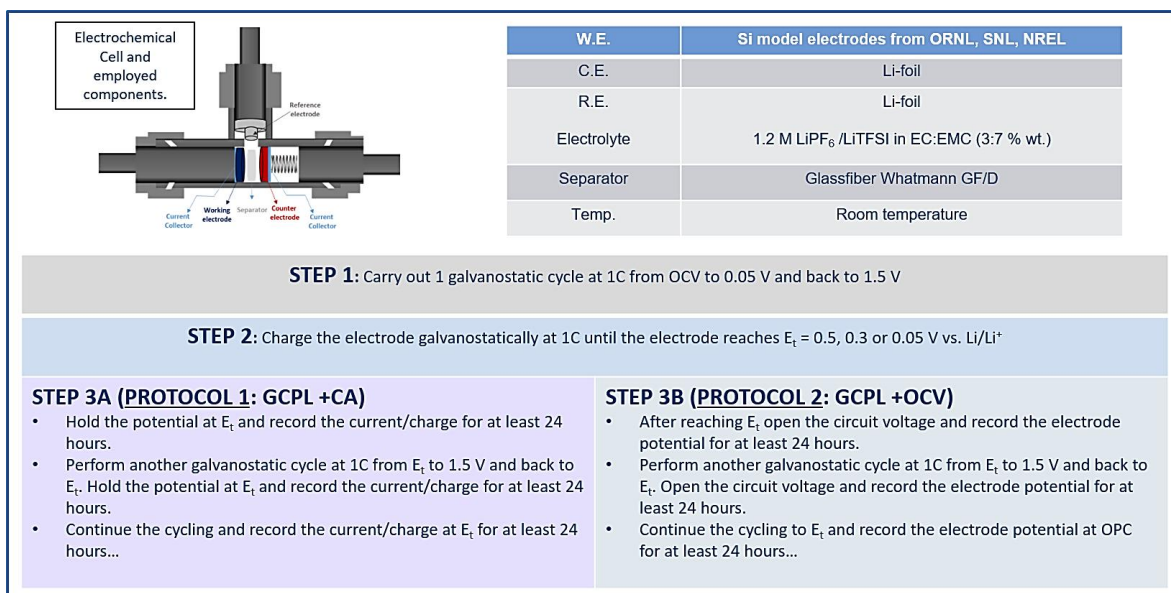 Electrochemical
Cell and
employed
components.
Reference
electrode
Current
Collector
Working
electrode
Separator
Counter
electrode
Current
Collector
W.E. Si model electrodes from ORNL, SNL, NREL
C.E. Li-foil
R.E. Li-foil
Electrolyte 1.2 M LiPF₆ /LiTFSI in EC:EMC (3:7 % wt.)
Separator Glassfiber Whatmann GF/D
Temp. Room temperature
STEP 1: Carry out 1 galvanostatic cycle at 1C from OCV to 0.05 V and back to 1.5 V
STEP 2: Charge the electrode galvanostatically at 1C until the electrode reaches Eₜ = 0.5, 0.3 or 0.05 V vs. Li/Li⁺
STEP 3A (PROTOCOL 1: GCPL +CA)
• Hold the potential at Eₜ and record the current/charge for at least 24
hours.
• Perform another galvanostatic cycle at 1C from Eₜ to 1.5 V and back to
Eₜ. Hold the potential at Eₜ and record the current/charge for at least 24
hours.
• Continue the cycling and record the current/charge at Eₜ for at least 24
hours...
STEP 3B (PROTOCOL 2: GCPL +OCV)
• After reaching Eₜ open the circuit voltage and record the electrode
potential for at least 24 hours.
• Perform another galvanostatic cycle at 1C from Eₜ to 1.5 V and back to
Eₜ. Open the circuit voltage and record the electrode potential for at
least 24 hours.
• Continue the cycling to Eₜ and record the electrode potential at OPC
for at least 24 hours...